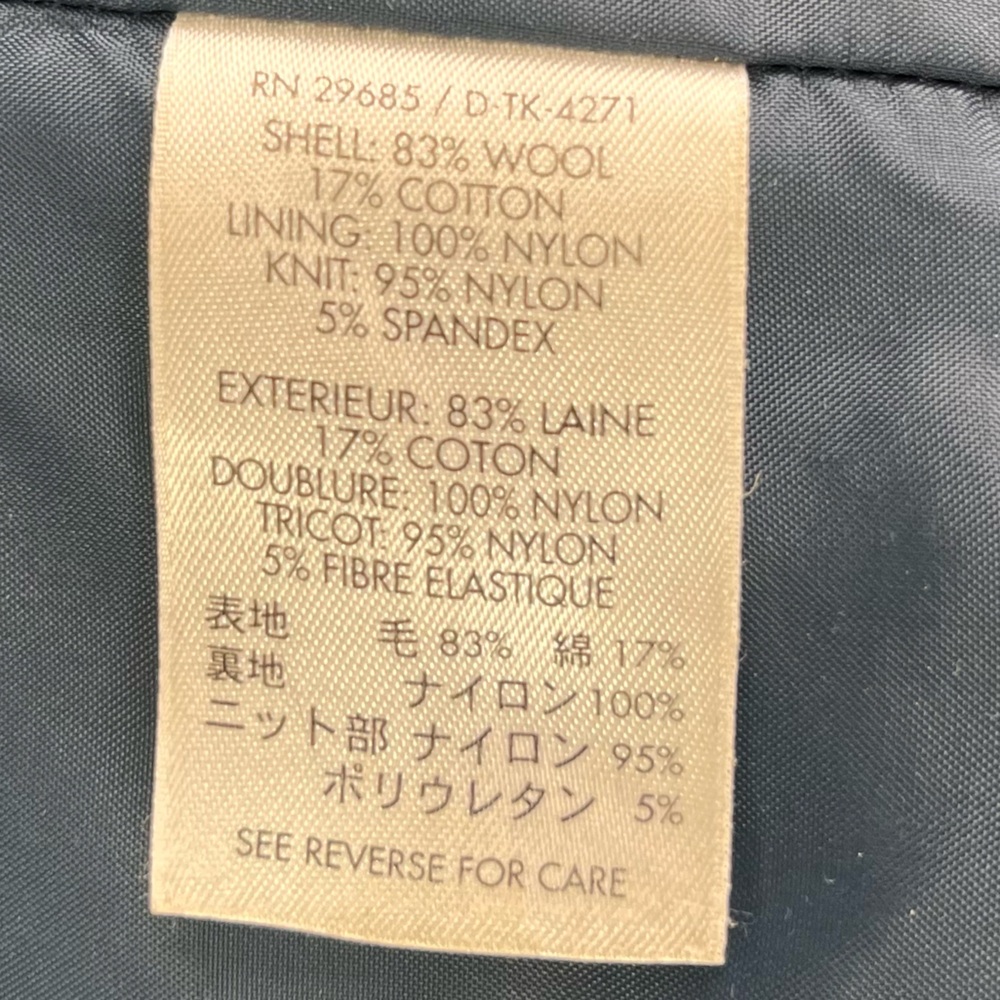 RN 29685 / D-TK-4271
SHELL: 83% WOOL
17% COTTON
LINING: 100% NYLON
KNIT: 95% NYLON
5% SPANDEX
EXTERIEUR: 83% LAINE
17% COTON
DOUBLURE: 100% NYLON
TRICOT: 95% NYLON
5% FIBRE ELASTIQUE
表地 毛 83% 綿 17%
裏地 ナイロン 100%
ニット部 ナイロン 95%
ポリウレタン 5%
SEE REVERSE FOR CARE